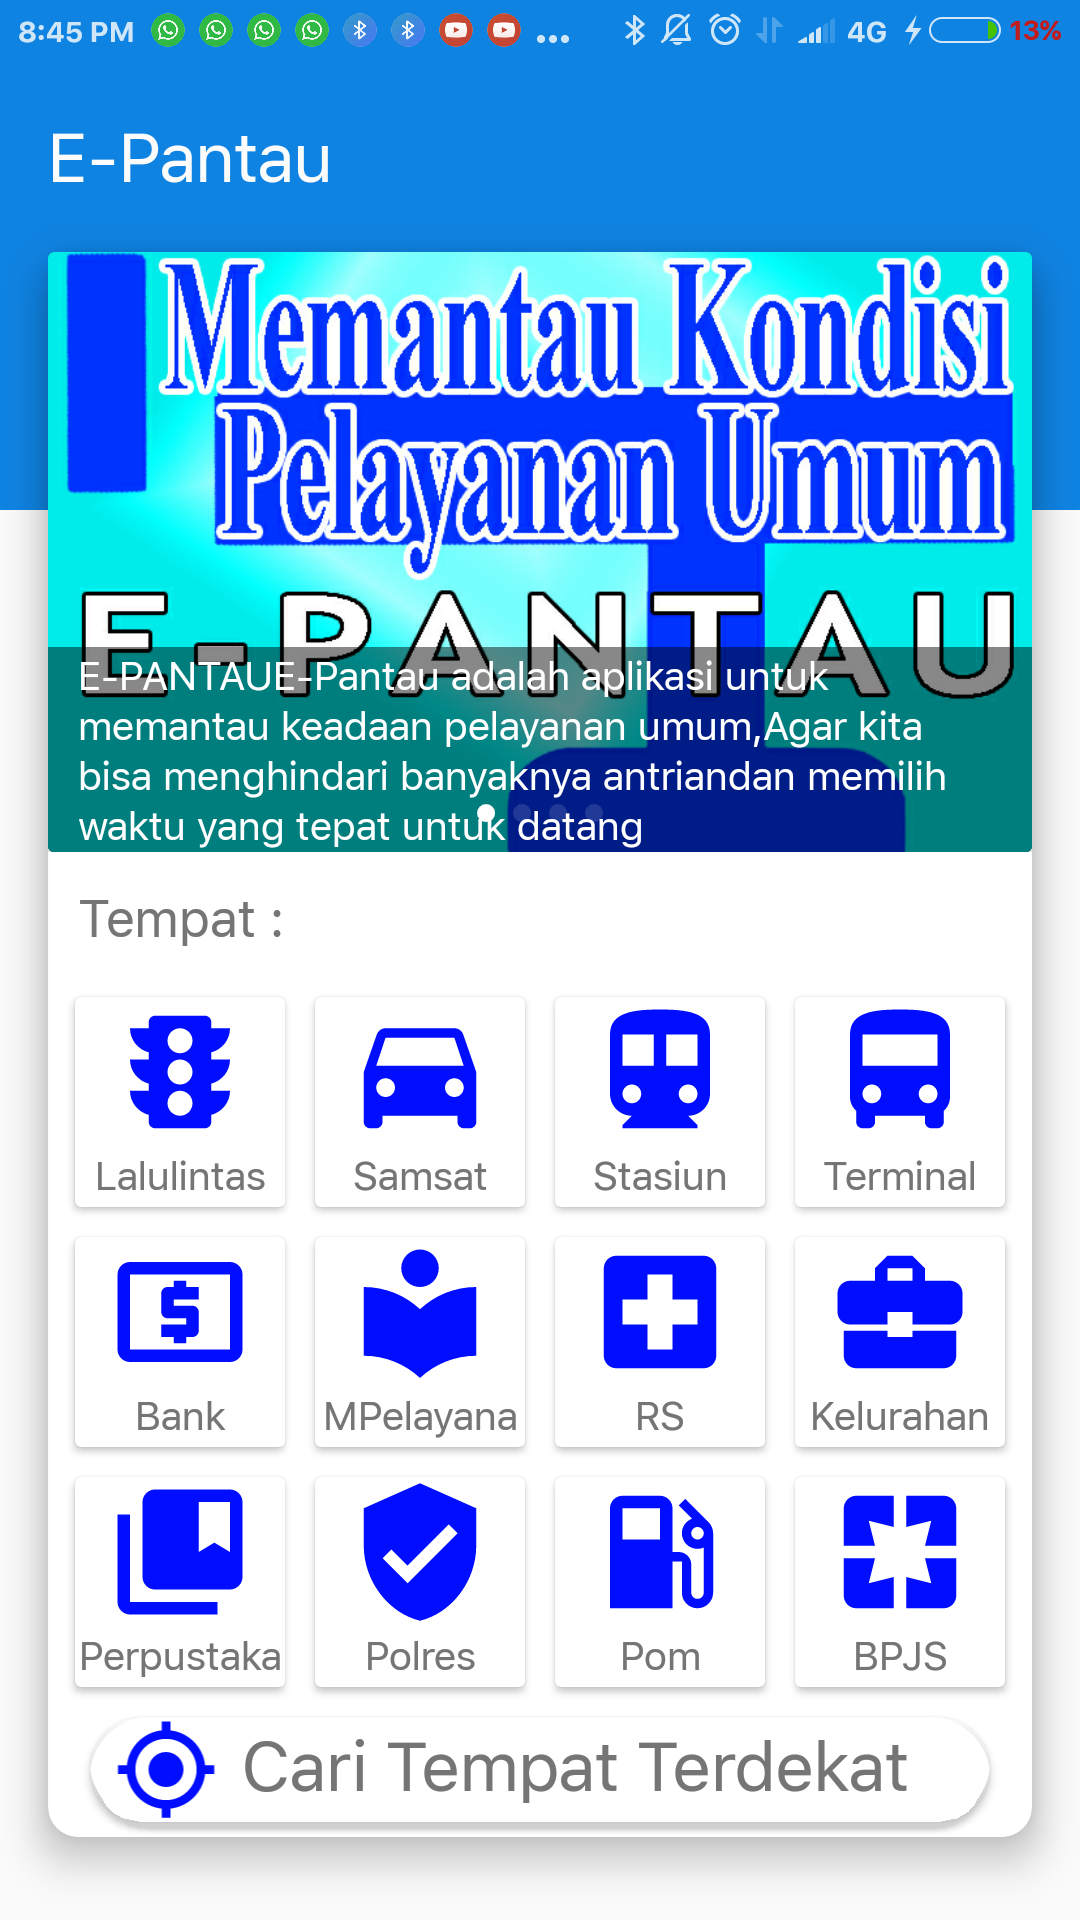 8:45 PM 4G 13%
E-Pantau
Memantau Kondisi
Pelayanan Umum
E-PANTAU
E-PANTAUE-Pantau adalah aplikasi untuk
memantau keadaan pelayanan umum,Agar kita
bisa menghindari banyaknya antriandan memilih
waktu yang tepat untuk datang
Tempat :
Lalulintas Samsat Stasiun Terminal
Bank MPelayana RS Kelurahan
Perpustaka Polres Pom BPJS
Cari Tempat Terdekat